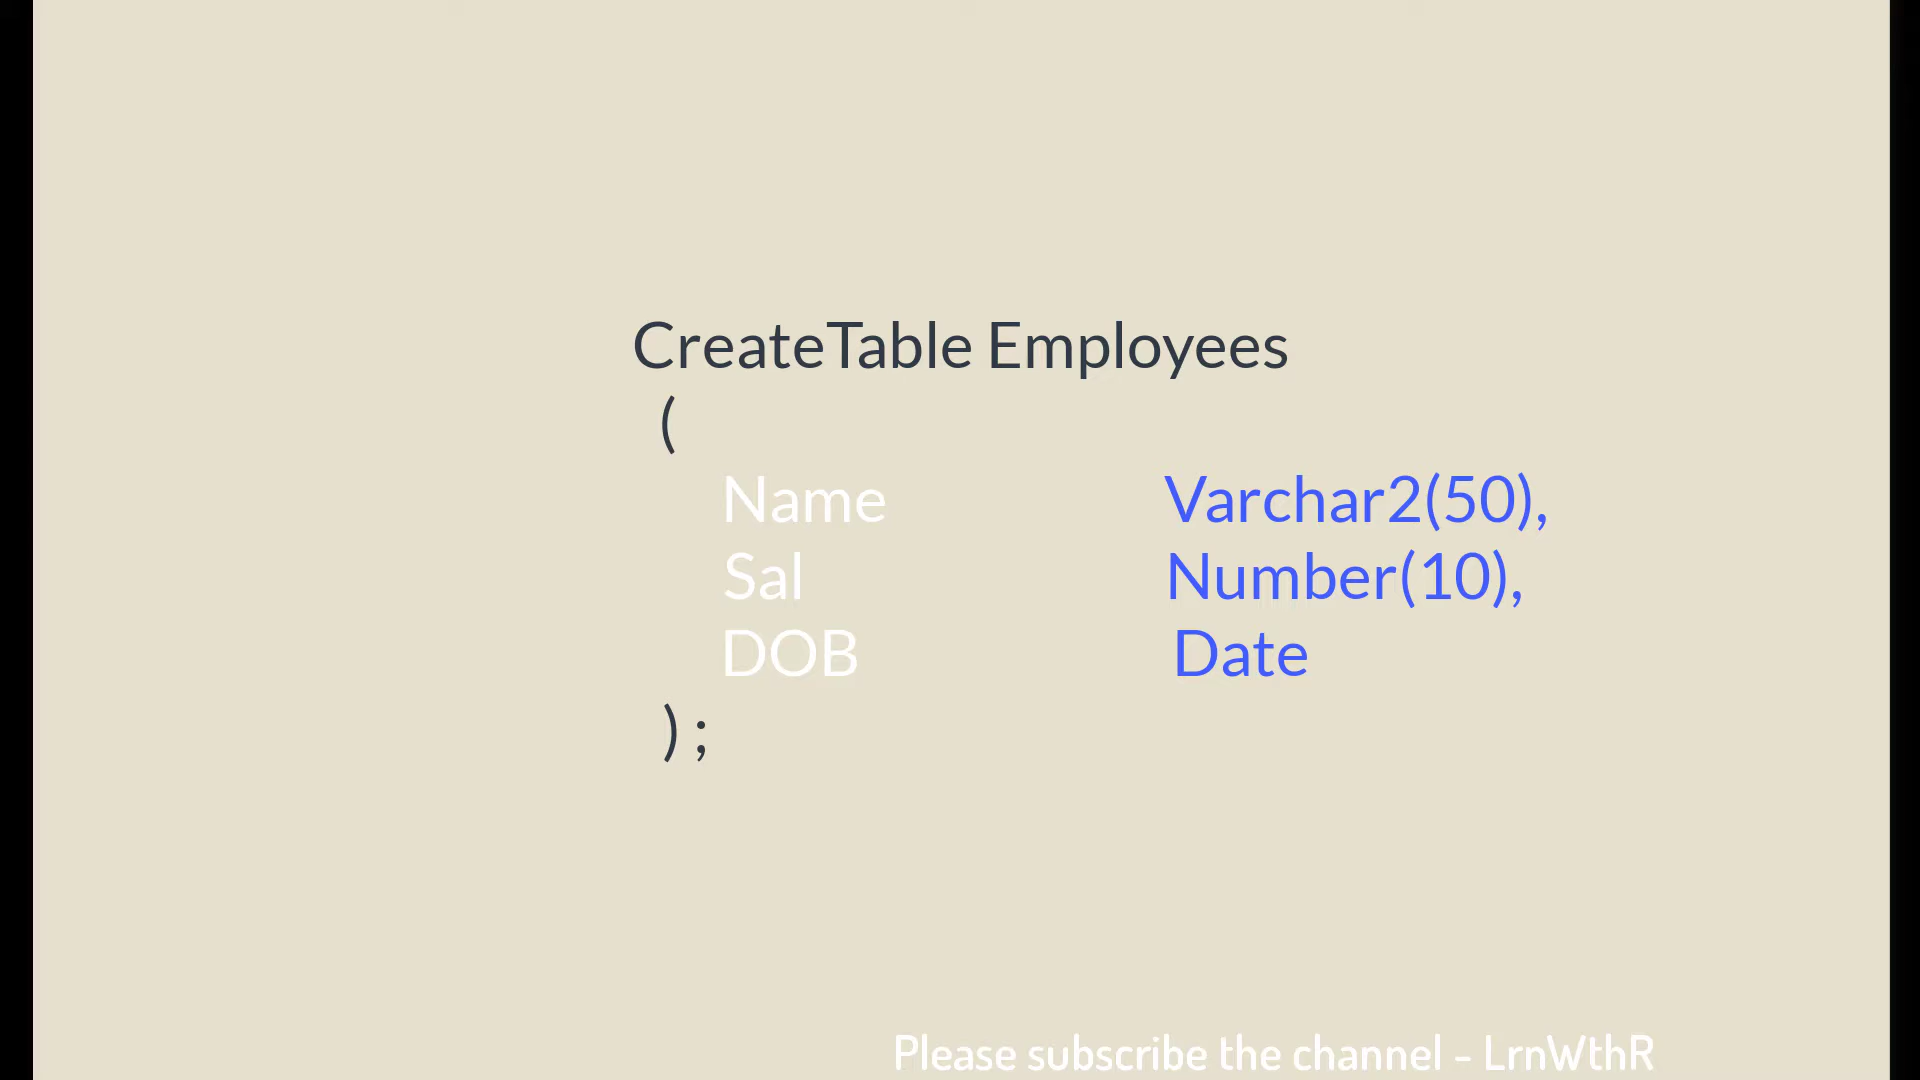 CreateTable Employees
(
Name Varchar2(50),
Sal Number(10),
DOB Date
) ;
Please subscribe the channel - LrnWthR